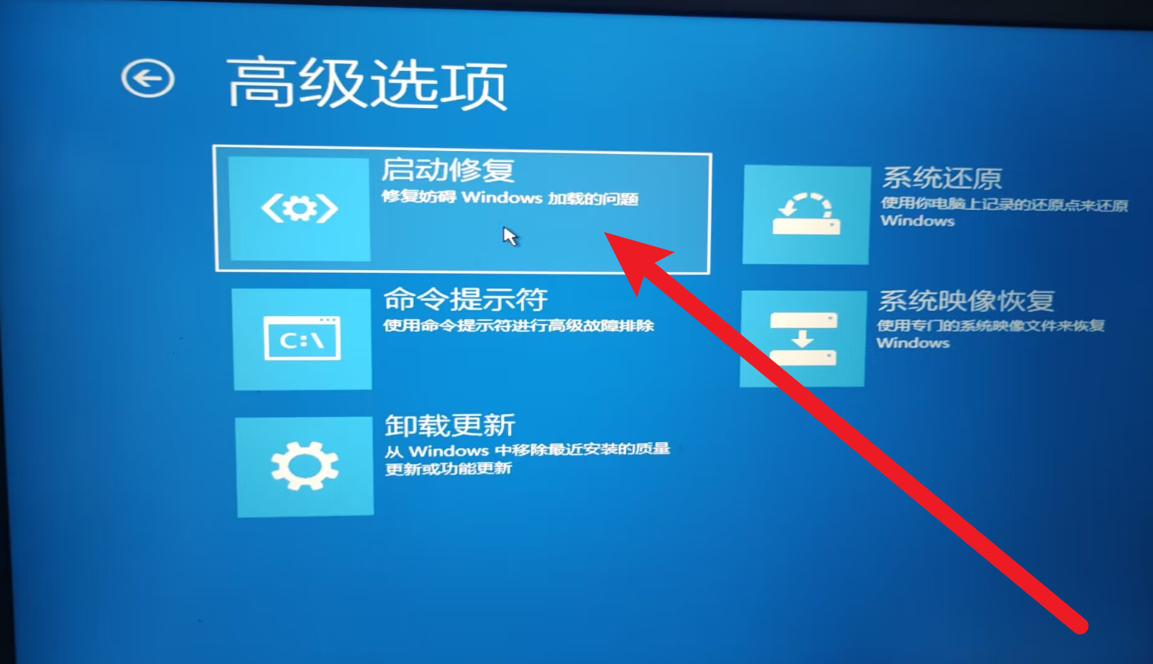 高级选项
启动修复
修复妨碍 Windows 加载的问题
系统还原
使用你电脑上记录的还原点来还原
Windows
命令提示符
使用命令提示符进行高级故障排除
C:\
系统映像恢复
使用专门的系统映像文件来恢复
Windows
卸载更新
从 Windows 中移除最近安装的质量
更新或功能更新